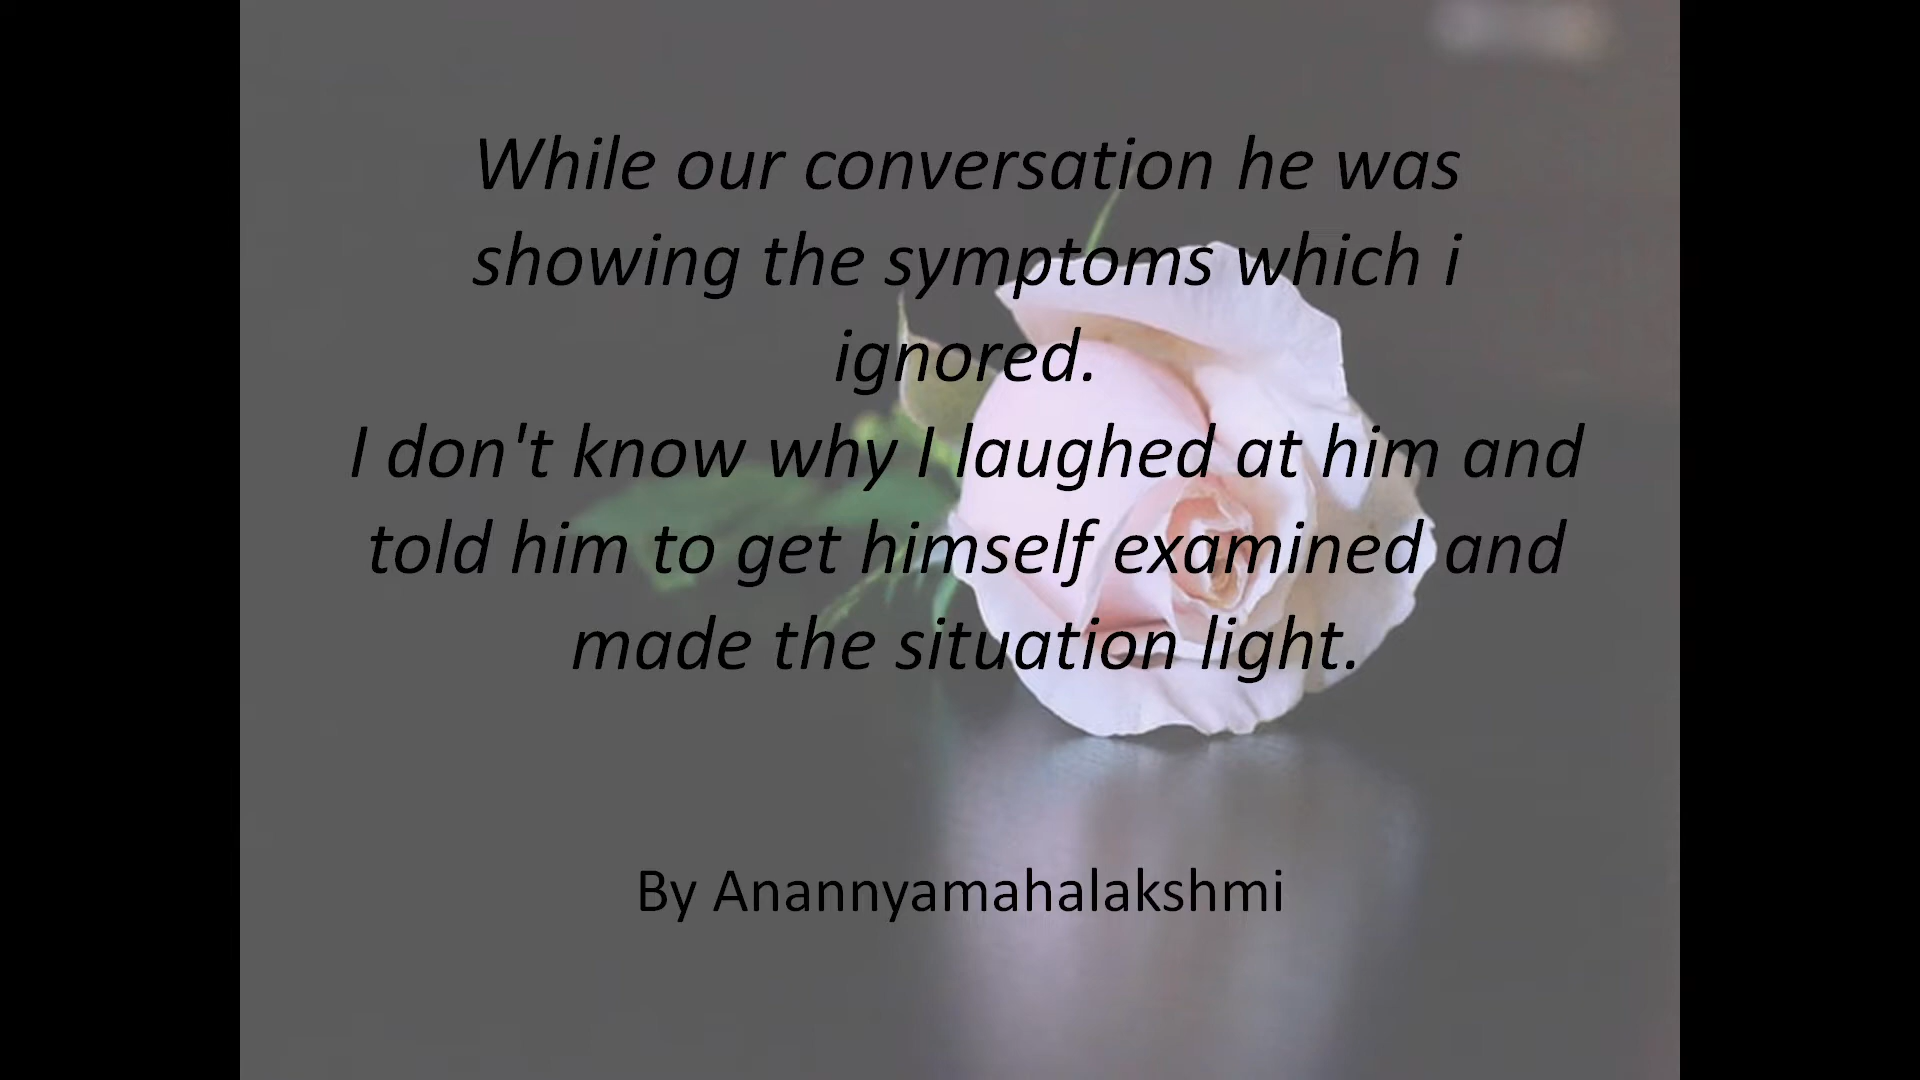 While our conversation he was
showing the symptoms which i
ignored.
I don't know why I laughed at him and
told him to get himself examined and
made the situation light.
By Anannyamahalakshmi